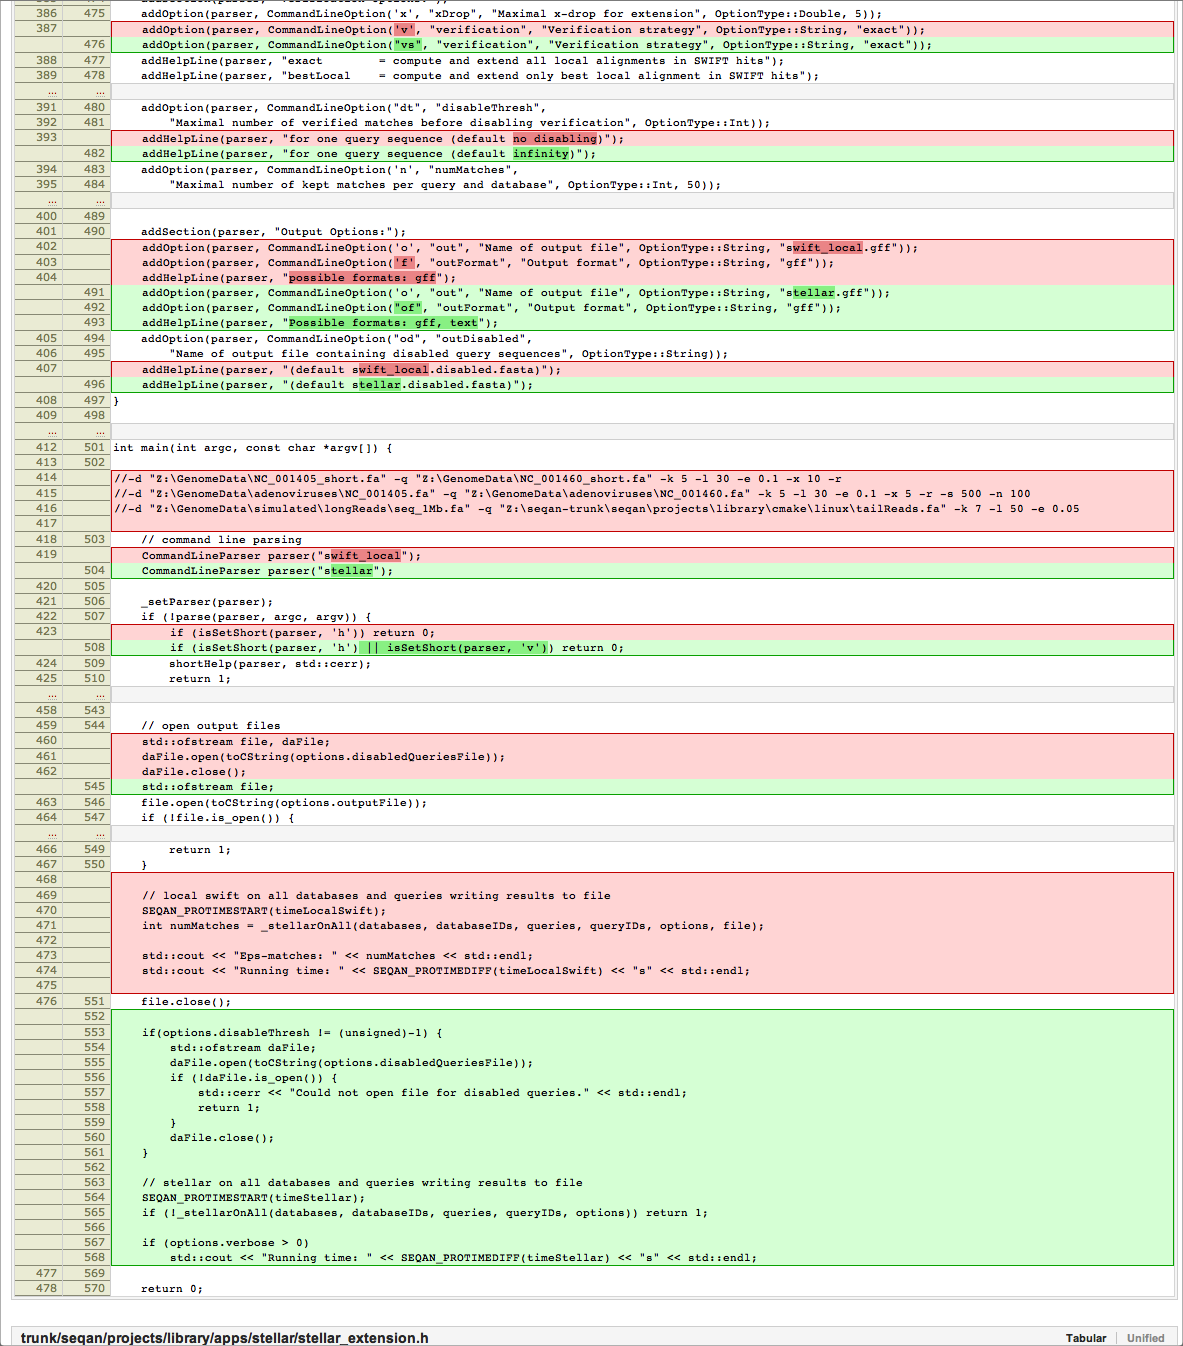 386 475     addOption(parser, CommandLineOption('x', "xDrop", "Maximal x-drop for extension", OptionType::Double, 5));
387         addOption(parser, CommandLineOption('v', "verification", "Verification strategy", OptionType::String, "exact"));
476     addOption(parser, CommandLineOption("vs", "verification", "Verification strategy", OptionType::String, "exact"));
388 477     addHelpLine(parser, "exact        = compute and extend all local alignments in SWIFT hits");
389 478     addHelpLine(parser, "bestLocal    = compute and extend only best local alignment in SWIFT hits");
... ...
391 480     addOption(parser, CommandLineOption("dt", "disableThresh",
392 481         "Maximal number of verified matches before disabling verification", OptionType::Int));
393         addHelpLine(parser, "for one query sequence (default no disabling)");
482     addHelpLine(parser, "for one query sequence (default infinity)");
394 483     addOption(parser, CommandLineOption('n', "numMatches",
395 484         "Maximal number of kept matches per query and database", OptionType::Int, 50));
... ...
400 489
401 490     addSection(parser, "Output Options:");
402         addOption(parser, CommandLineOption('o', "out", "Name of output file", OptionType::String, "swift_local.gff"));
403         addOption(parser, CommandLineOption('f', "outFormat", "Output format", OptionType::String, "gff"));
404         addHelpLine(parser, "possible formats: gff");
491     addOption(parser, CommandLineOption('o', "out", "Name of output file", OptionType::String, "stellar.gff"));
492     addOption(parser, CommandLineOption("of", "outFormat", "Output format", OptionType::String, "gff"));
493     addHelpLine(parser, "Possible formats: gff, text");
405 494     addOption(parser, CommandLineOption("od", "outDisabled",
406 495         "Name of output file containing disabled query sequences", OptionType::String));
407         addHelpLine(parser, "(default swift_local.disabled.fasta)");
496     addHelpLine(parser, "(default stellar.disabled.fasta)");
408 497 }
409 498
... ...
412 501 int main(int argc, const char *argv[]) {
413 502
414 //-d "Z:\GenomeData\NC_001405_short.fa" -q "Z:\GenomeData\NC_001460_short.fa" -k 5 -l 30 -e 0.1 -x 10 -r
415 //-d "Z:\GenomeData\adenoviruses\NC_001405.fa" -q "Z:\GenomeData\adenoviruses\NC_001460.fa" -k 5 -l 30 -e 0.1 -x 5 -r -s 500 -n 100
416 //-d "Z:\GenomeData\simulated\longReads\seq_1Mb.fa" -q "Z:\seqan-trunk\seqan\projects\library\cmake\linux\tailReads.fa" -k 7 -l 50 -e 0.05
417
418 503     // command line parsing
419     CommandLineParser parser("swift_local");
504     CommandLineParser parser("stellar");
420 505
421 506     _setParser(parser);
422 507     if (!parse(parser, argc, argv)) {
423         if (isSetShort(parser, 'h')) return 0;
508         if (isSetShort(parser, 'h') || isSetShort(parser, 'v')) return 0;
424 509         shortHelp(parser, std::cerr);
425 510         return 1;
... ...
458 543
459 544     // open output files
460     std::ofstream file, daFile;
461     daFile.open(toCString(options.disabledQueriesFile));
462     daFile.close();
545     std::ofstream file;
463 546     file.open(toCString(options.outputFile));
464 547     if (!file.is_open()) {
... ...
466 549         return 1;
467 550     }
468
469     // local swift on all databases and queries writing results to file
470     SEQAN_PROTIMESTART(timeLocalSwift);
471     int numMatches = _stellarOnAll(databases, databaseIDs, queries, queryIDs, options, file);
472
473     std::cout << "Eps-matches: " << numMatches << std::endl;
474     std::cout << "Running time: " << SEQAN_PROTIMEDIFF(timeLocalSwift) << "s" << std::endl;
475
476 551     file.close();
552
553     if(options.disableThresh != (unsigned)-1) {
554         std::ofstream daFile;
555         daFile.open(toCString(options.disabledQueriesFile));
556         if (!daFile.is_open()) {
557             std::cerr << "Could not open file for disabled queries." << std::endl;
558             return 1;
559         }
560         daFile.close();
561     }
562
563     // stellar on all databases and queries writing results to file
564     SEQAN_PROTIMESTART(timeStellar);
565     if (!_stellarOnAll(databases, databaseIDs, queries, queryIDs, options)) return 1;
566
567     if (options.verbose > 0)
568         std::cout << "Running time: " << SEQAN_PROTIMEDIFF(timeStellar) << "s" << std::endl;
477 569
478 570     return 0;
trunk/seqan/projects/library/apps/stellar/stellar_extension.h Tabular | Unified